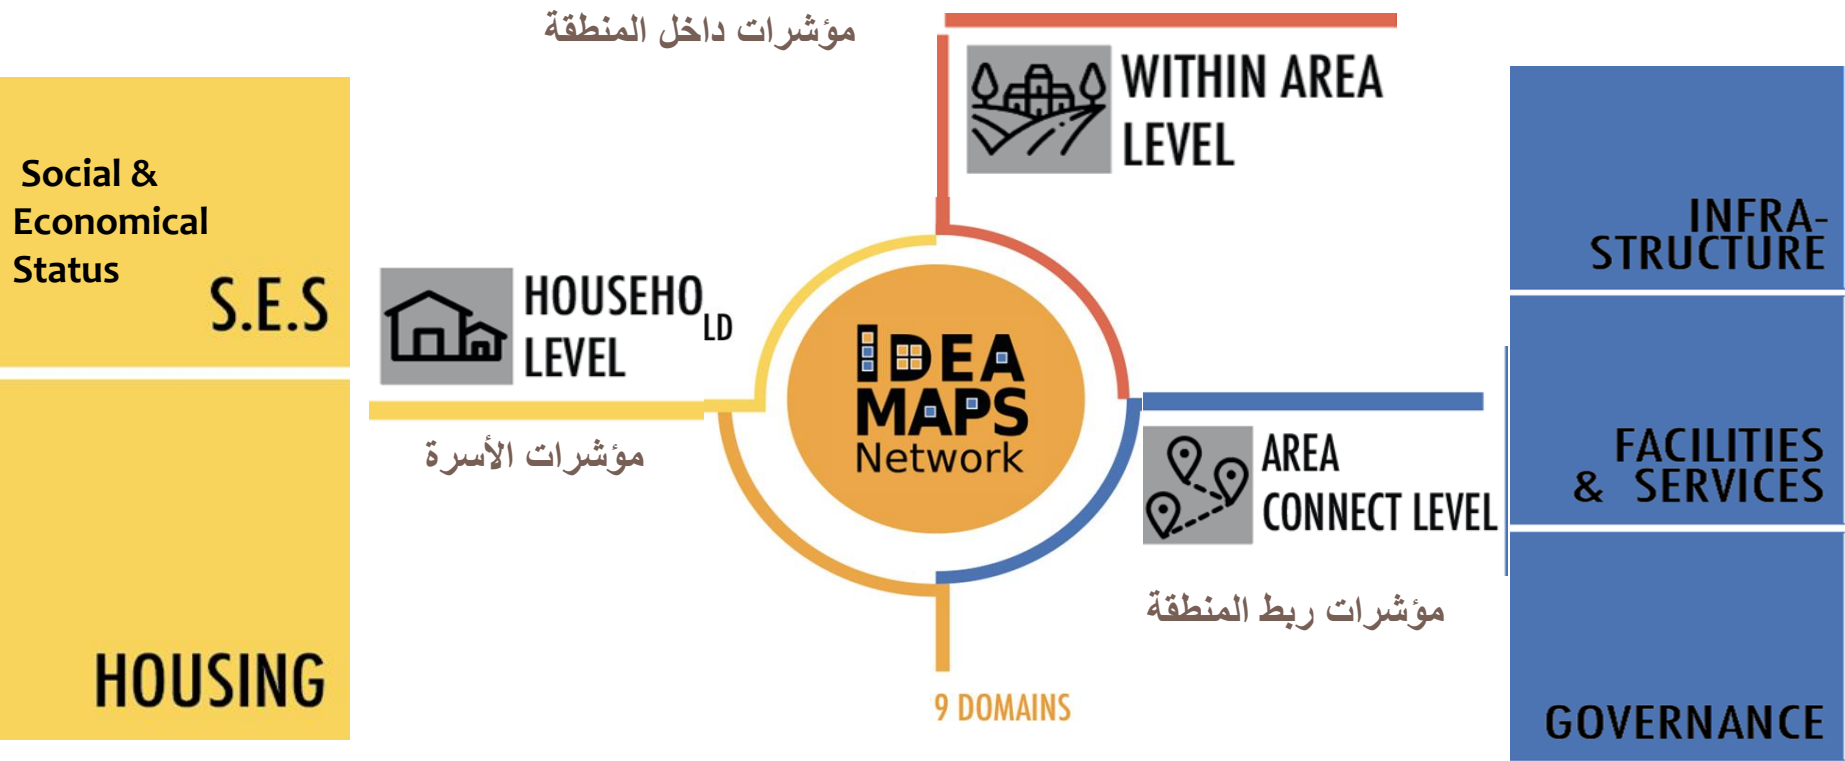 مؤشرات داخل المنطقة
WITHIN AREA
LEVEL
Social &
Economical
Status
S.E.S
HOUSING
HOUSEHO
LD
LEVEL
مؤشرات الأسرة
IDEA
MAPS
Network
AREA
CONNECT LEVEL
مؤشرات ربط المنطقة
9 DOMAINS
INFRA-
STRUCTURE
FACILITIES
& SERVICES
GOVERNANCE